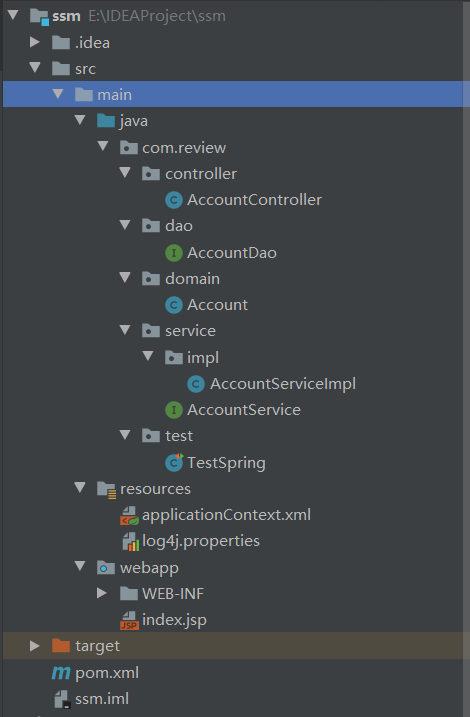 ssm E:\IDEAProject\ssm
.idea
src
main
java
com.review
controller
AccountController
dao
AccountDao
domain
Account
service
impl
AccountServiceImpl
AccountService
test
TestSpring
resources
applicationContext.xml
log4j.properties
webapp
WEB-INF
index.jsp
target
pom.xml
ssm.iml